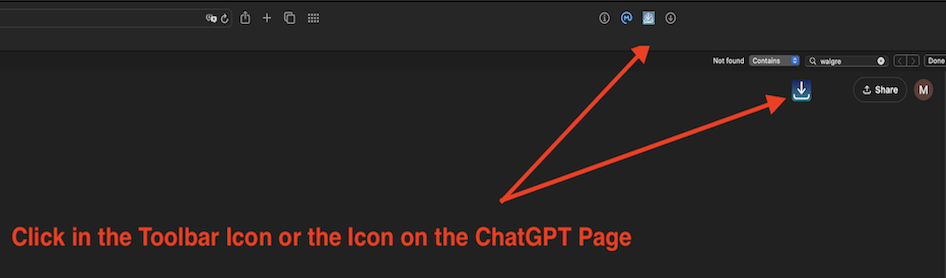 Not found Contains walgre Done
Share M
Click in the Toolbar Icon or the Icon on the ChatGPT Page